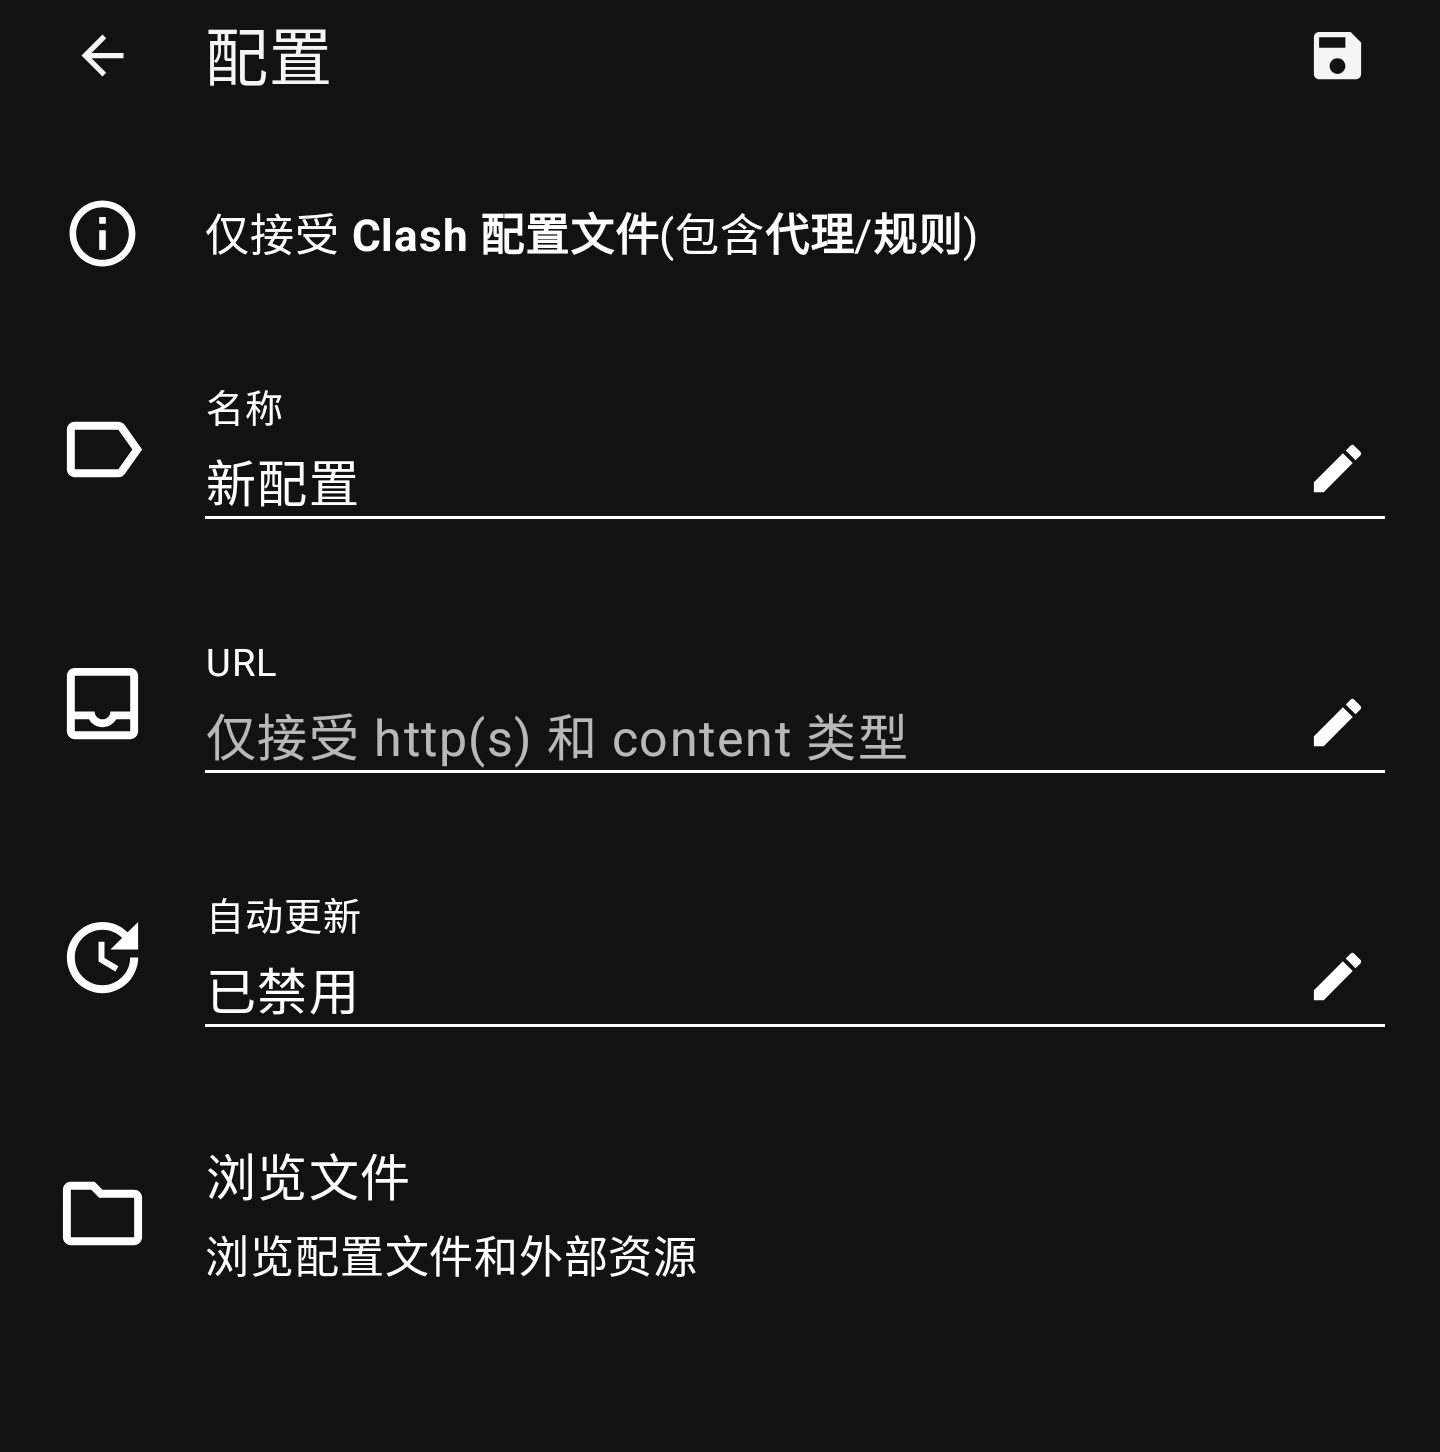 配置
仅接受 Clash 配置文件(包含代理/规则)
名称
新配置
URL
仅接受 http(s) 和 content 类型
自动更新
已禁用
浏览文件
浏览配置文件和外部资源